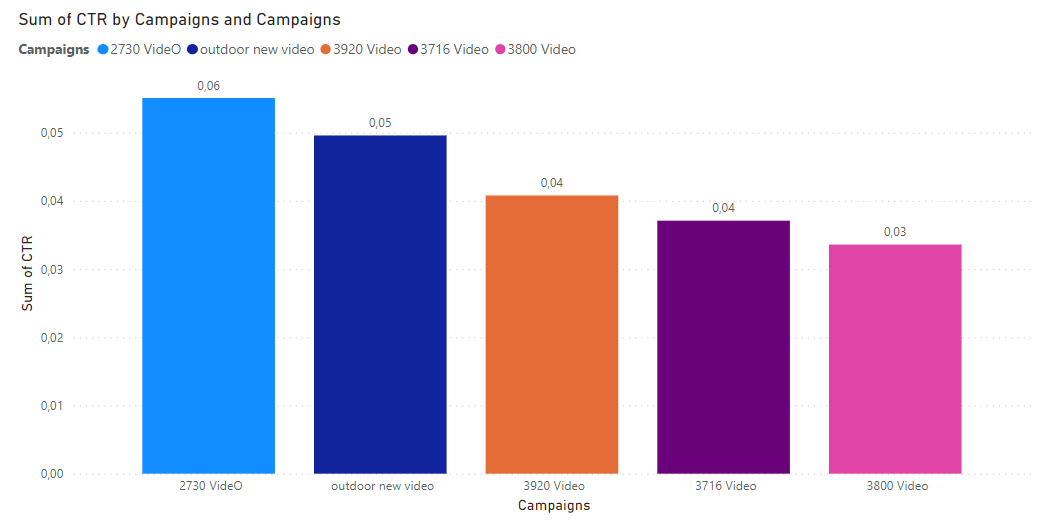 Sum of CTR by Campaigns and Campaigns
Campaigns 2730 VideO outdoor new video 3920 Video 3716 Video 3800 Video
0,06
0,05
0,04
0,04
0,03
0,05
0,04
0,03
0,02
0,01
0,00
Sum of CTR
2730 VideO outdoor new video 3920 Video 3716 Video 3800 Video
Campaigns